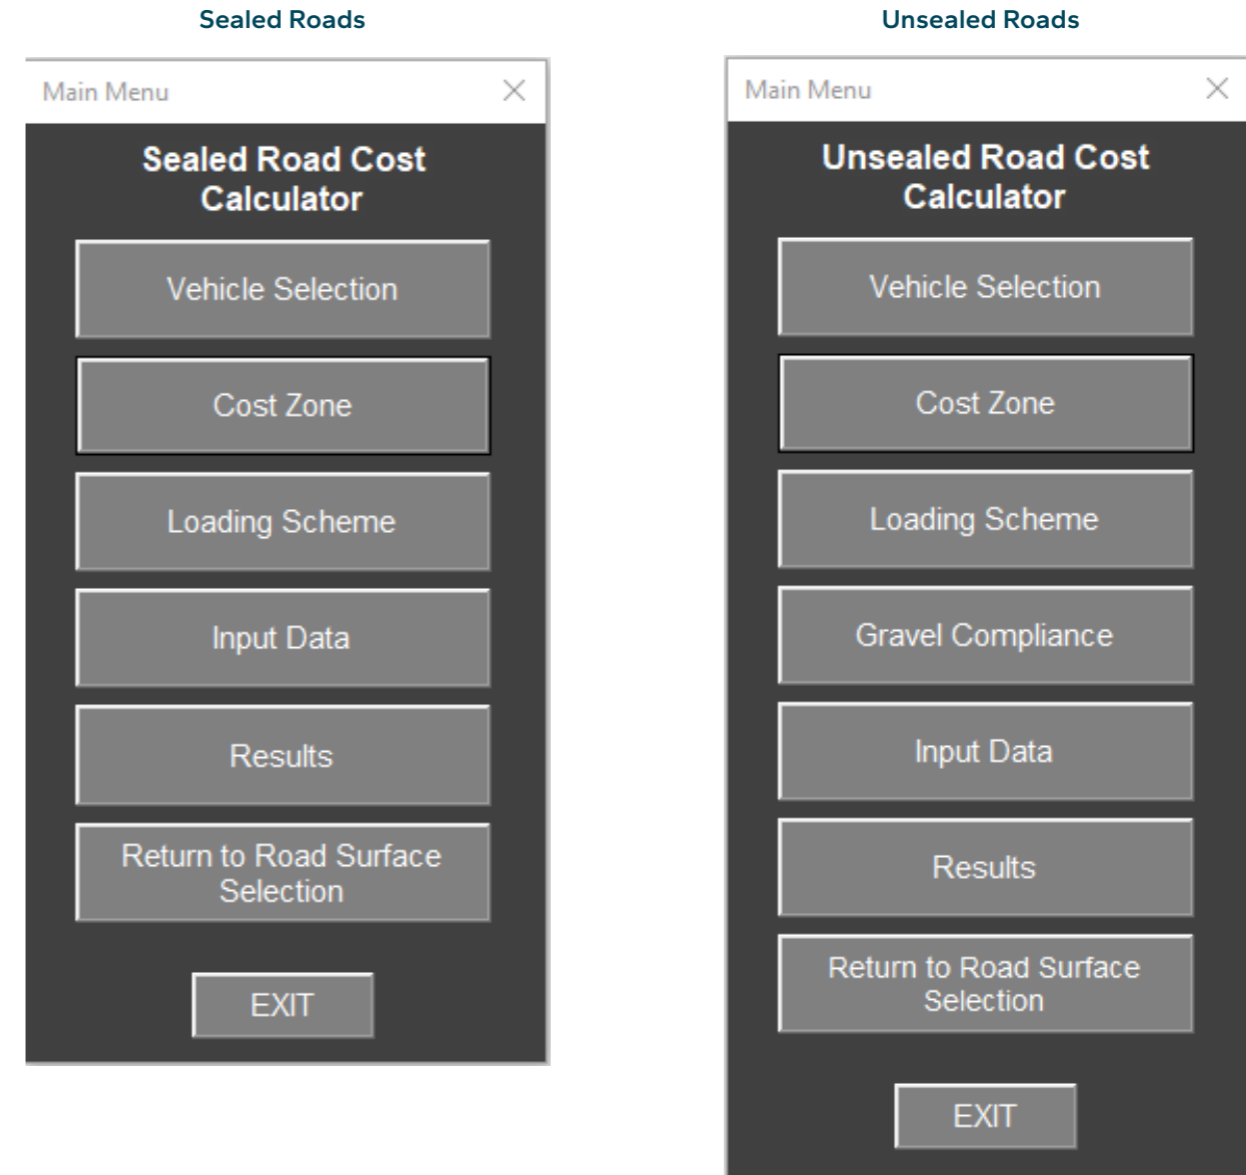 Sealed Roads
Main Menu
Sealed Road Cost
Calculator
Vehicle Selection
Cost Zone
Loading Scheme
Input Data
Results
Return to Road Surface
Selection
EXIT
Unsealed Roads
Main Menu
Unsealed Road Cost
Calculator
Vehicle Selection
Cost Zone
Loading Scheme
Gravel Compliance
Input Data
Results
Return to Road Surface
Selection
EXIT